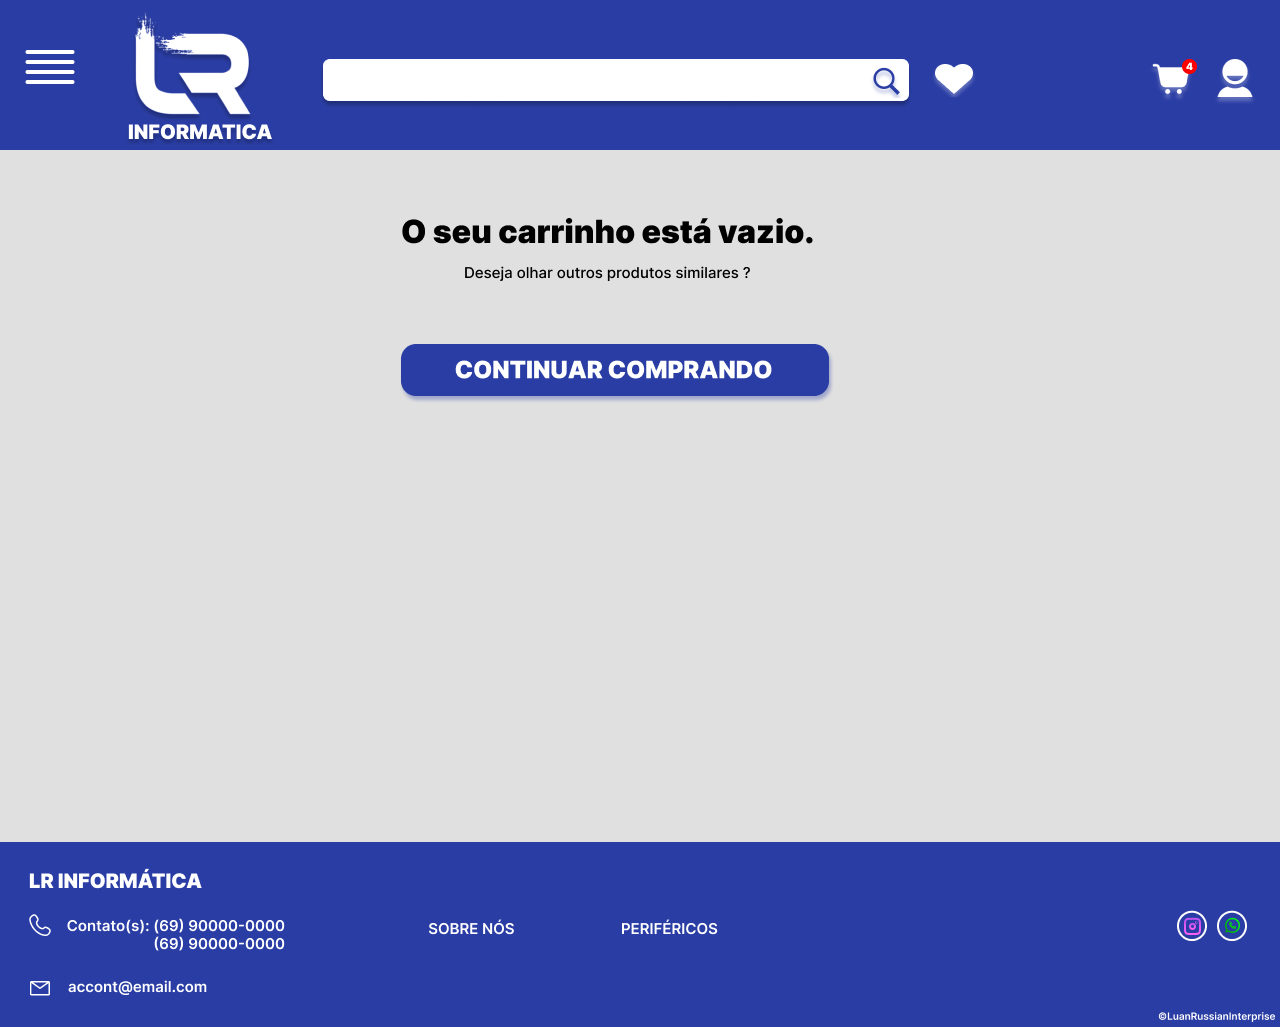 LR
INFORMATICA
4
O seu carrinho está vazio.
Deseja olhar outros produtos similares ?
CONTINUAR COMPRANDO
LR INFORMÁTICA
Contato(s): (69) 90000-0000
(69) 90000-0000
SOBRE NÓS
PERIFÉRICOS
accont@email.com
©LuanRussianInterprise